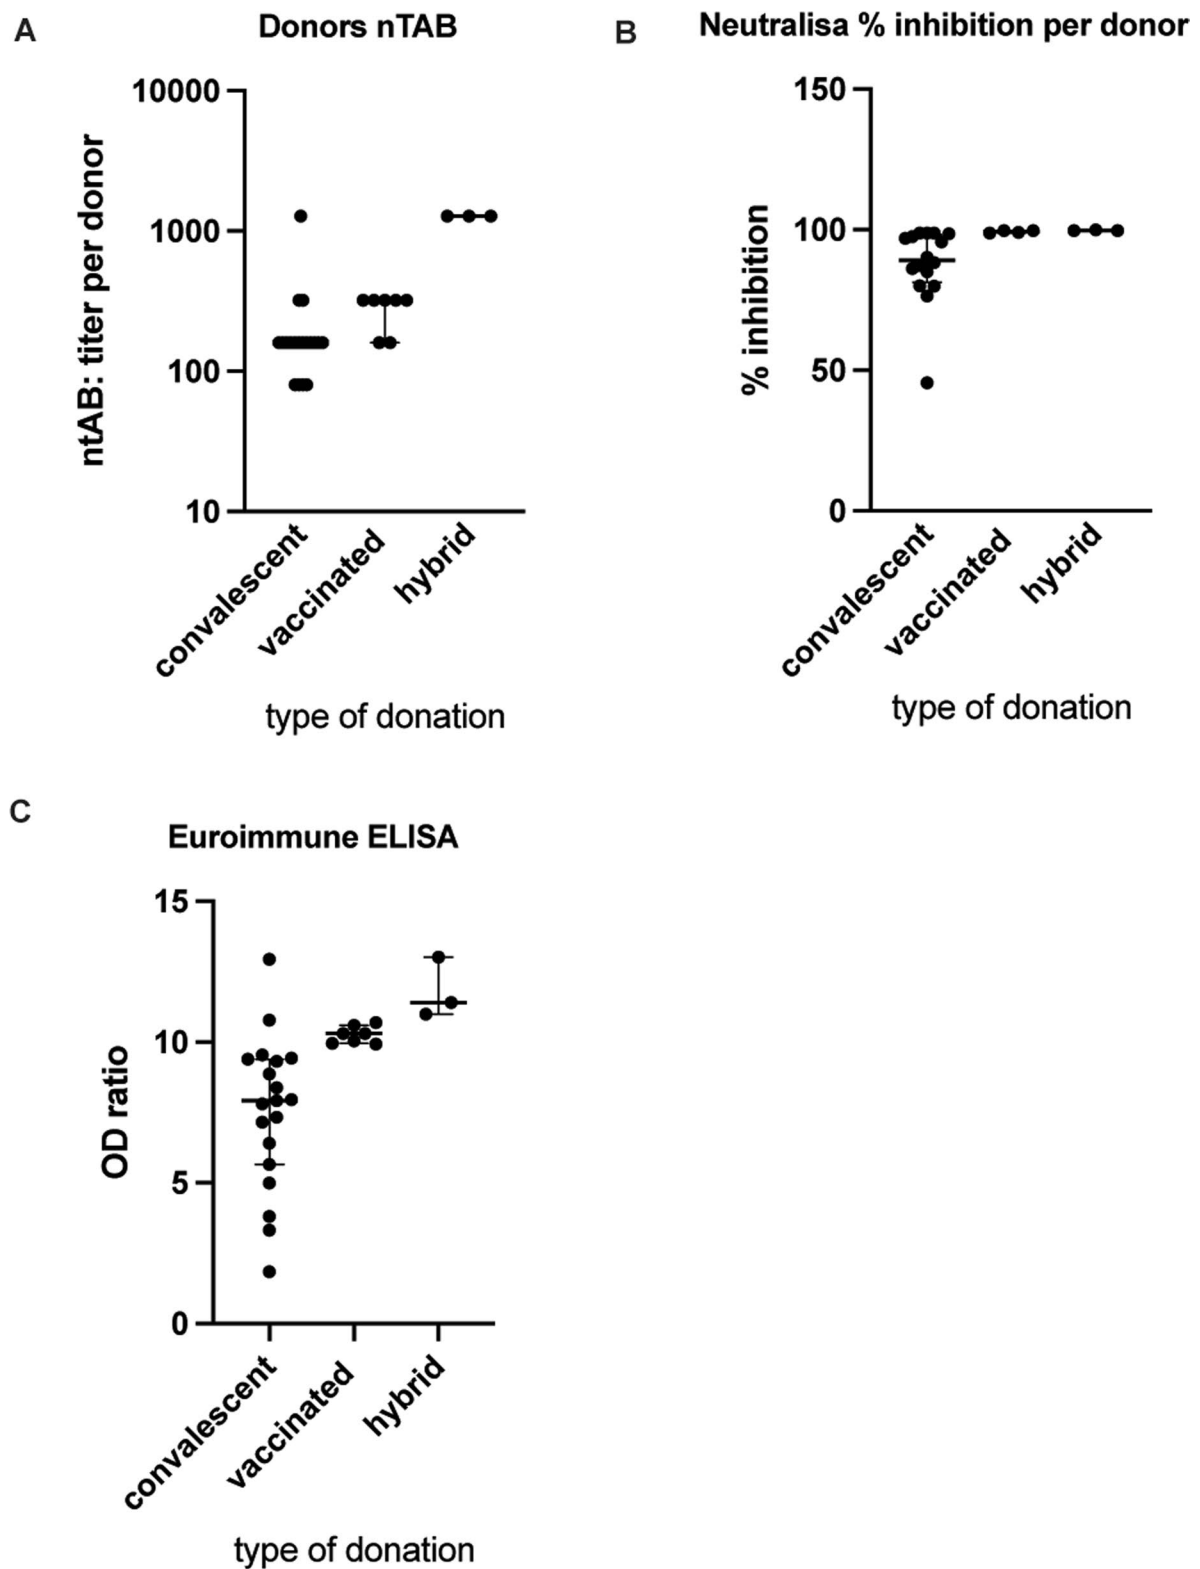 A
Donors nTAB
10000
1000
100
10
ntAB: titer per donor
convalescent
vaccinated
hybrid
type of donation
B
Neutralisa % inhibition per donor
150
100
50
0
% inhibition
convalescent
vaccinated
hybrid
type of donation
C
Euroimmune ELISA
15
10
5
0
OD ratio
convalescent
vaccinated
hybrid
type of donation